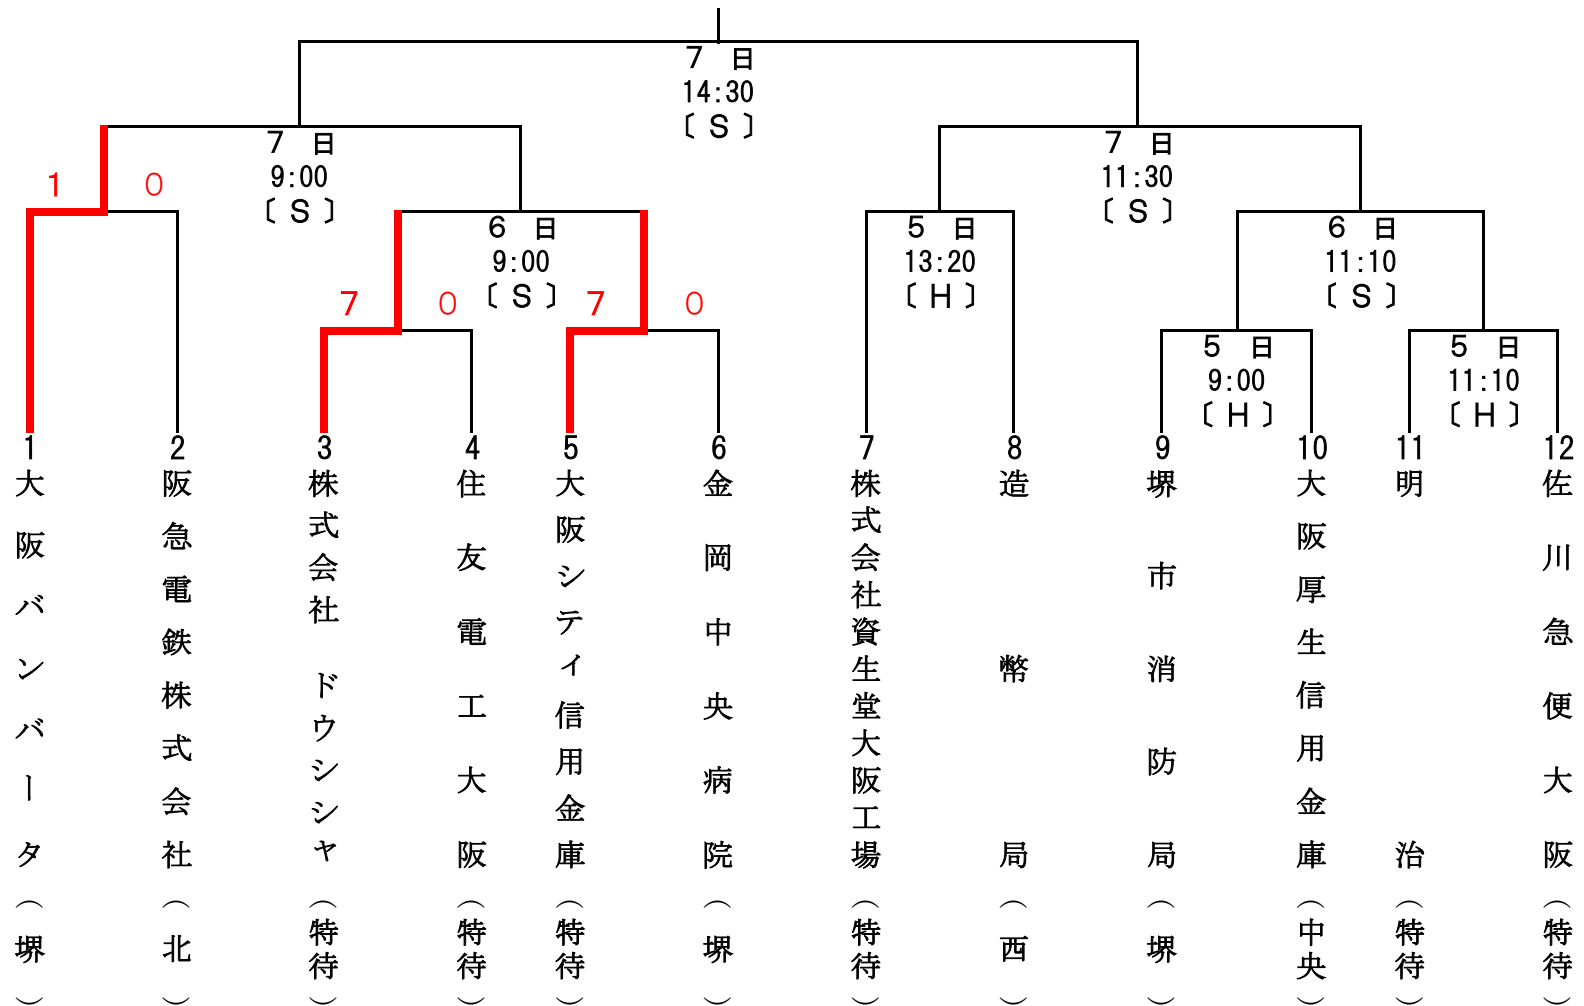 7 日
14:30
〔 S 〕
7 日
9:00
〔 S 〕
7 日
11:30
〔 S 〕
1 0
6 日
9:00
〔 S 〕
5 日
13:20
〔 H 〕
6 日
11:10
〔 S 〕
7 0
7 0
5 日
9:00
〔 H 〕
5 日
11:10
〔 H 〕
1
大阪バンバータ(堺)
2
阪急電鉄株式会社(北)
3
株式会社 ドウシシャ(特待)
4
住友電工大阪(特待)
5
大阪シティ信用金庫(特待)
6
金岡中央病院(堺)
7
株式会社資生堂大阪工場(特待)
8
造幣局(西)
9
堺市消防局(堺)
10
大阪厚生信用金庫(中央)
11
明治(特待)
12
佐川急便大阪(特待)